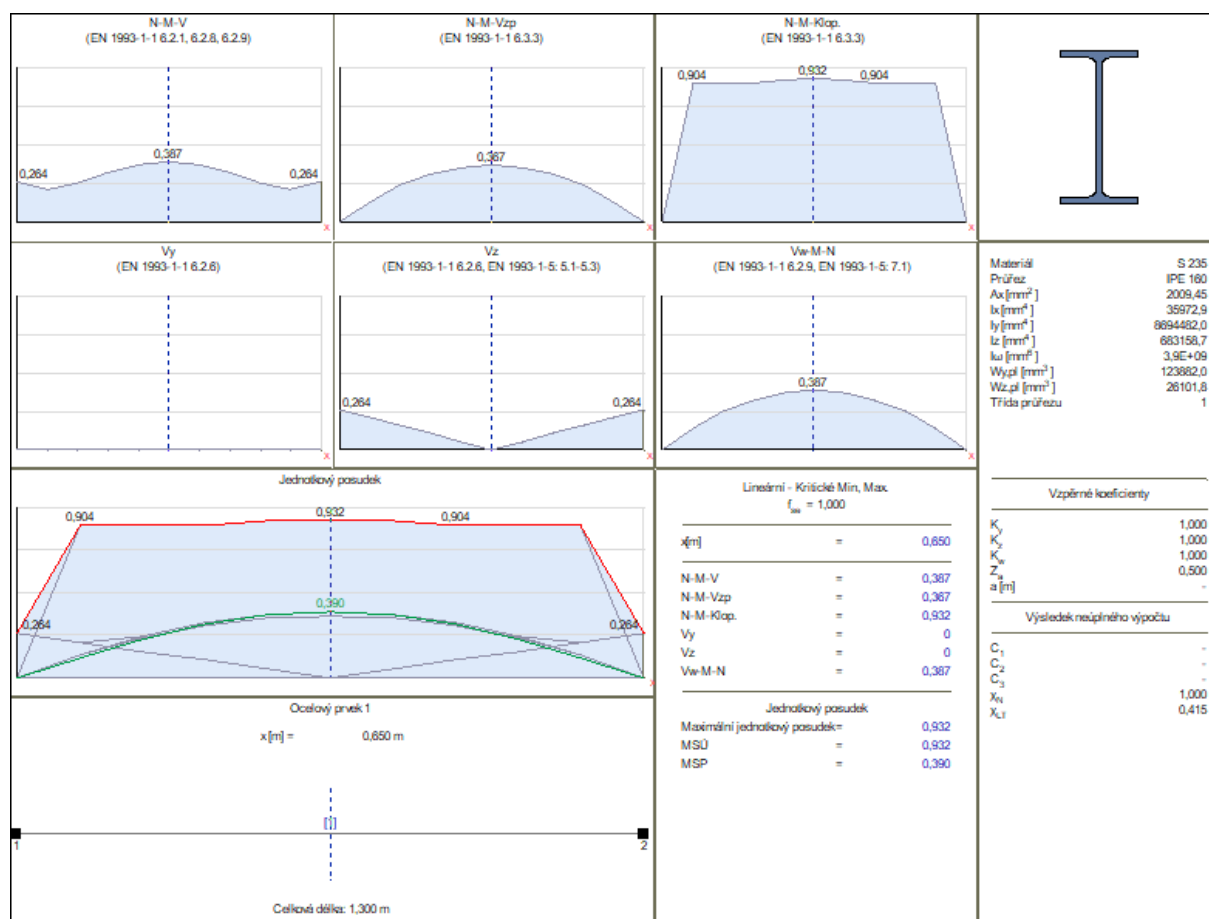 N-M-V
(EN 1993-1-1 6.2.1, 6.2.8, 6.2.9)
0,264
0,387
0,264
x
N-M-Vzp
(EN 1993-1-1 6.3.3)
0,387
x
N-M-Klop.
(EN 1993-1-1 6.3.3)
0,904
0,932
0,904
x
Vy
(EN 1993-1-1 6.2.6)
x
Vz
(EN 1993-1-1 6.2.6, EN 1993-1-5: 5.1-5.3)
0,264
0,264
x
Vw-M-N
(EN 1993-1-1 6.2.9, EN 1993-1-5: 7.1)
0,387
x
Materiál S 235
Průřez IPE 160
Ax [mm2 ] 2009,45
Ix [mm4 ] 35972,9
Iy [mm4 ] 8694482,0
Iz [mm4 ] 683158,7
Iω [mm6 ] 3,9E+09
Wy,pl [mm3 ] 123882,0
Wz,pl [mm3 ] 26101,8
Třída průřezu 1
Jednotkový posudek
0,904
0,932
0,904
0,390
0,264
0,264
x
Lineární - Kritické Min, Max.
= 1,000
x[m] = 0,650
N-M-V = 0,387
N-M-Vzp = 0,387
N-M-Klop. = 0,932
Vy = 0
Vz = 0
Vw-M-N = 0,387
Jednotkový posudek
Maximální jednotkový posudek= 0,932
MSÚ = 0,932
MSP = 0,390
Vzpěrné koeficienty
Ky 1,000
Kz 1,000
Kw 1,000
Za 0,500
a [m] -
Výsledek neúplného výpočtu
C1 -
C2 -
C3 -
χN 1,000
χLT 0,415
Ocelový prvek 1
x [m] = 0,650 m
1
2
Celková délka: 1,300 m